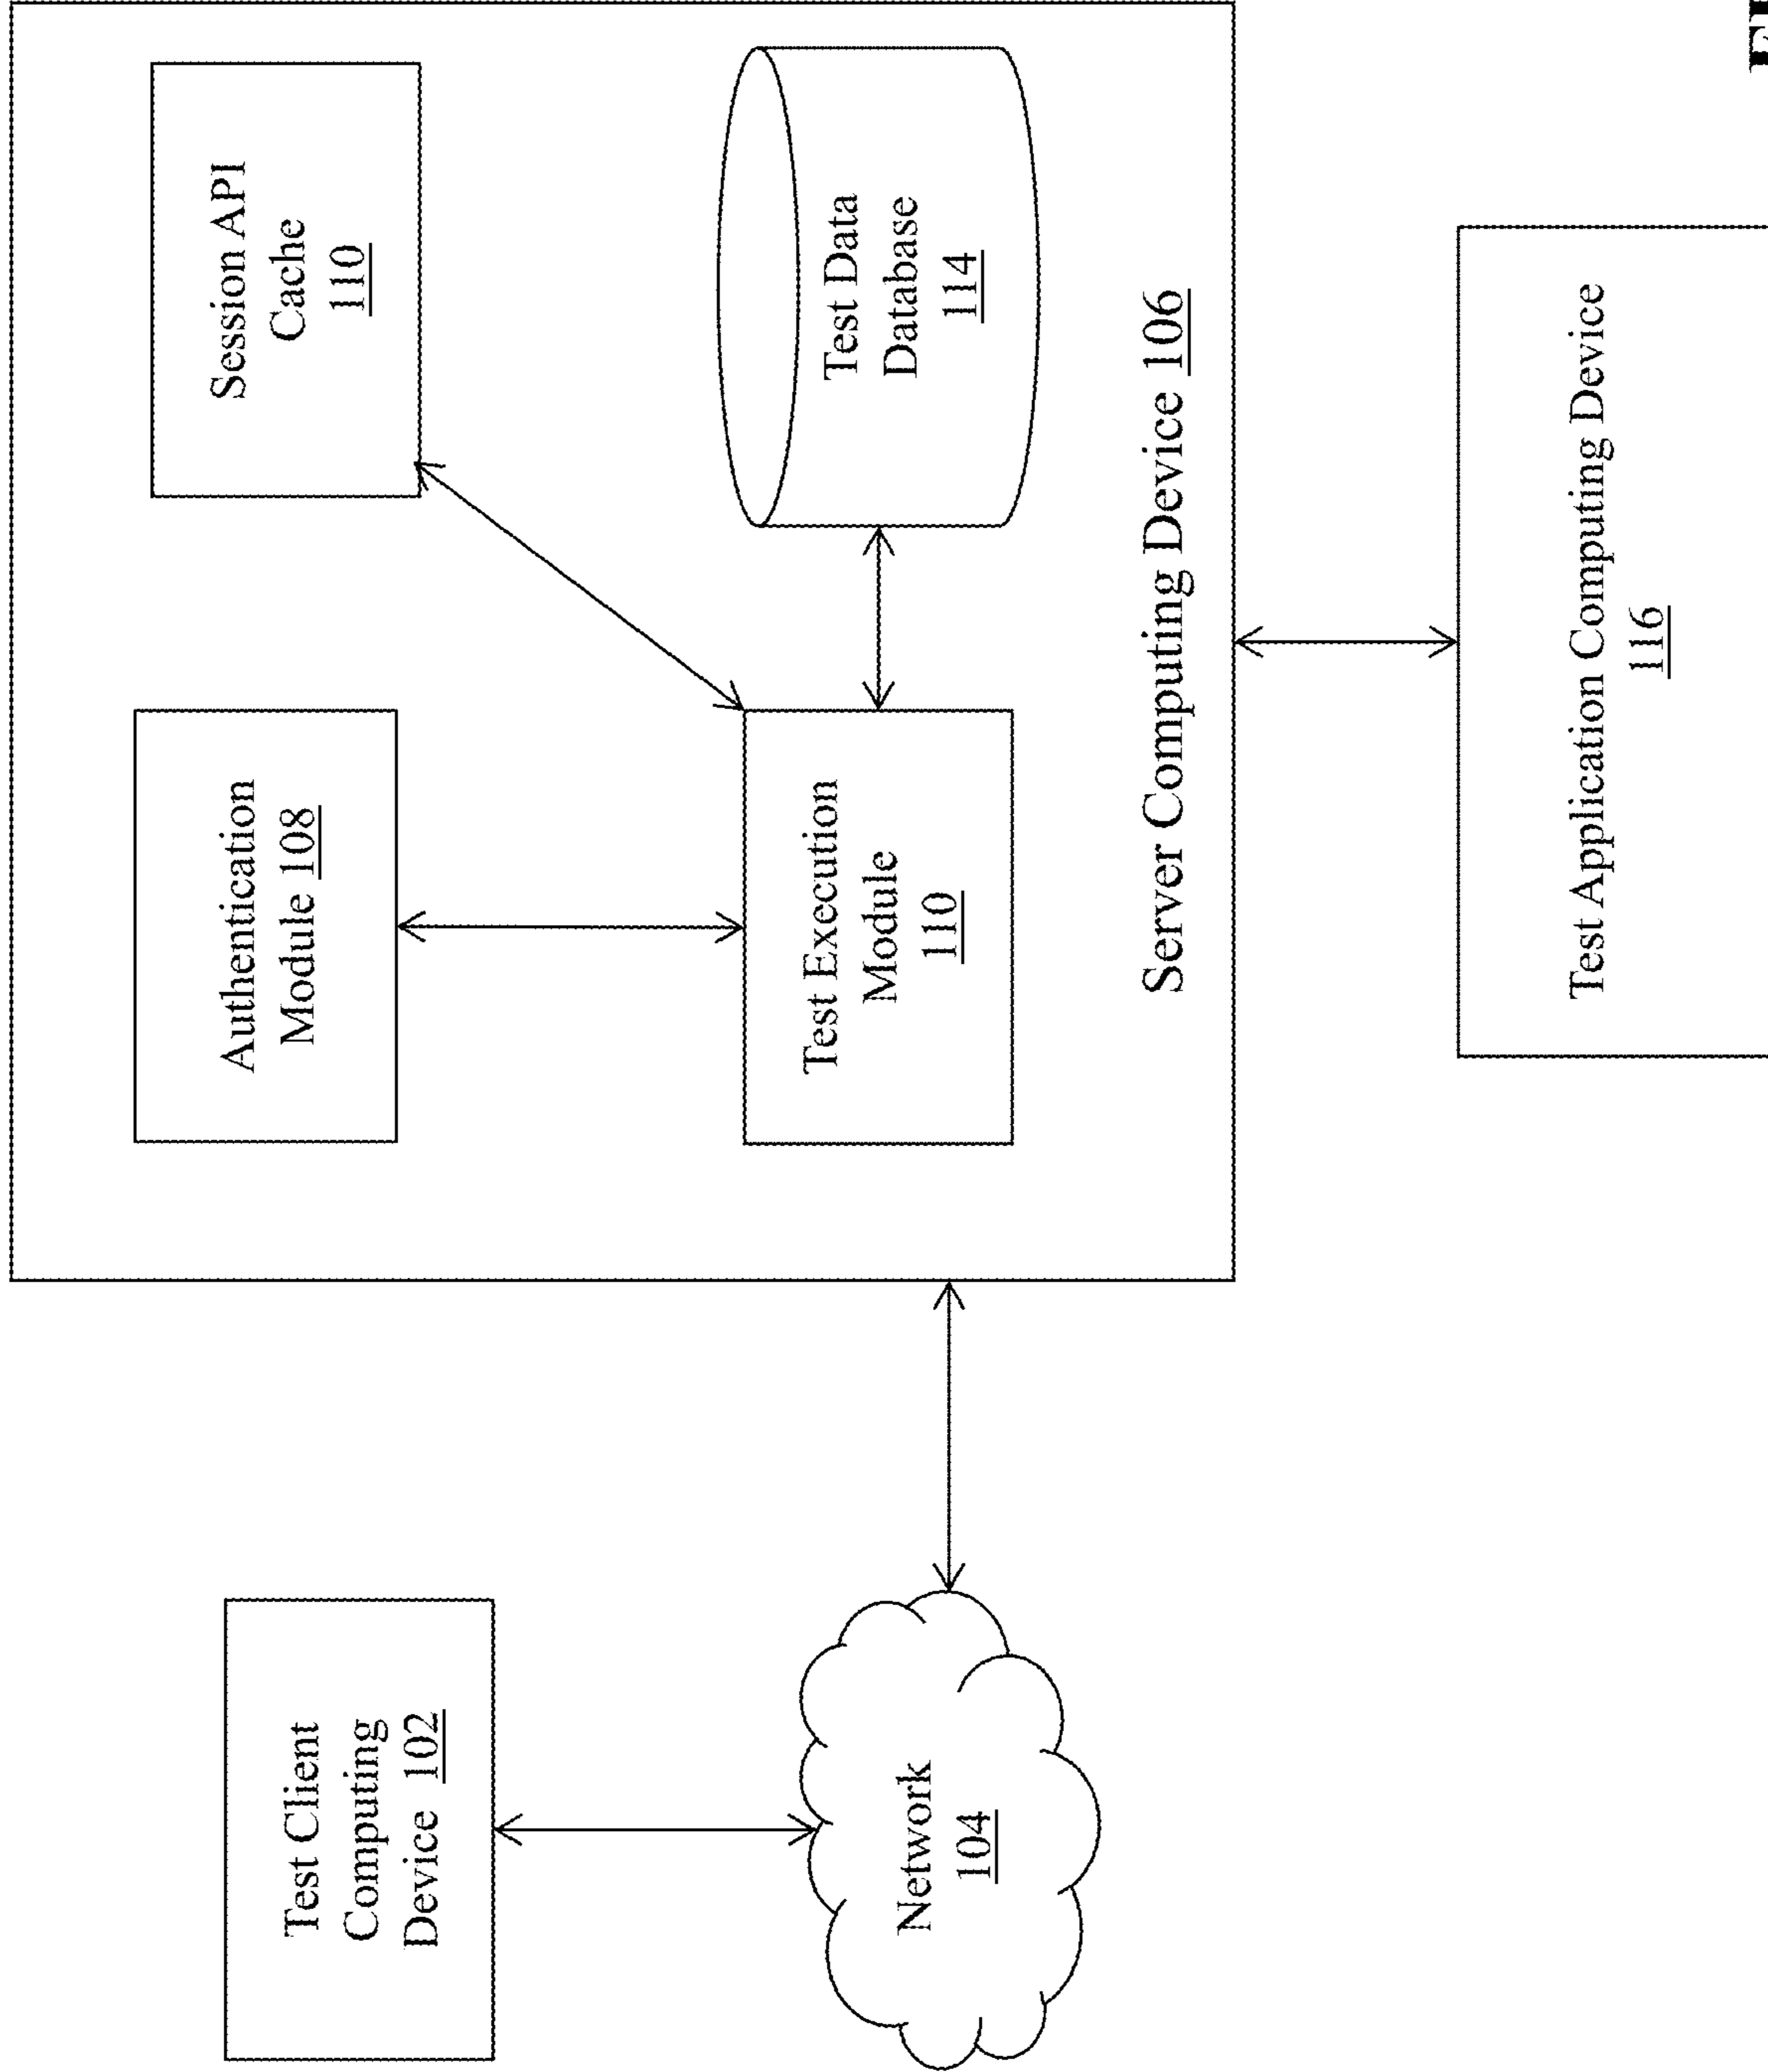 Test Client
Computing
Device 102
Authentication
Module 108
Session API
Cache
110
Network
104
Test Execution
Module
110
Test Data
Database
114
Server Computing Device 106
Test Application Computing Device
116